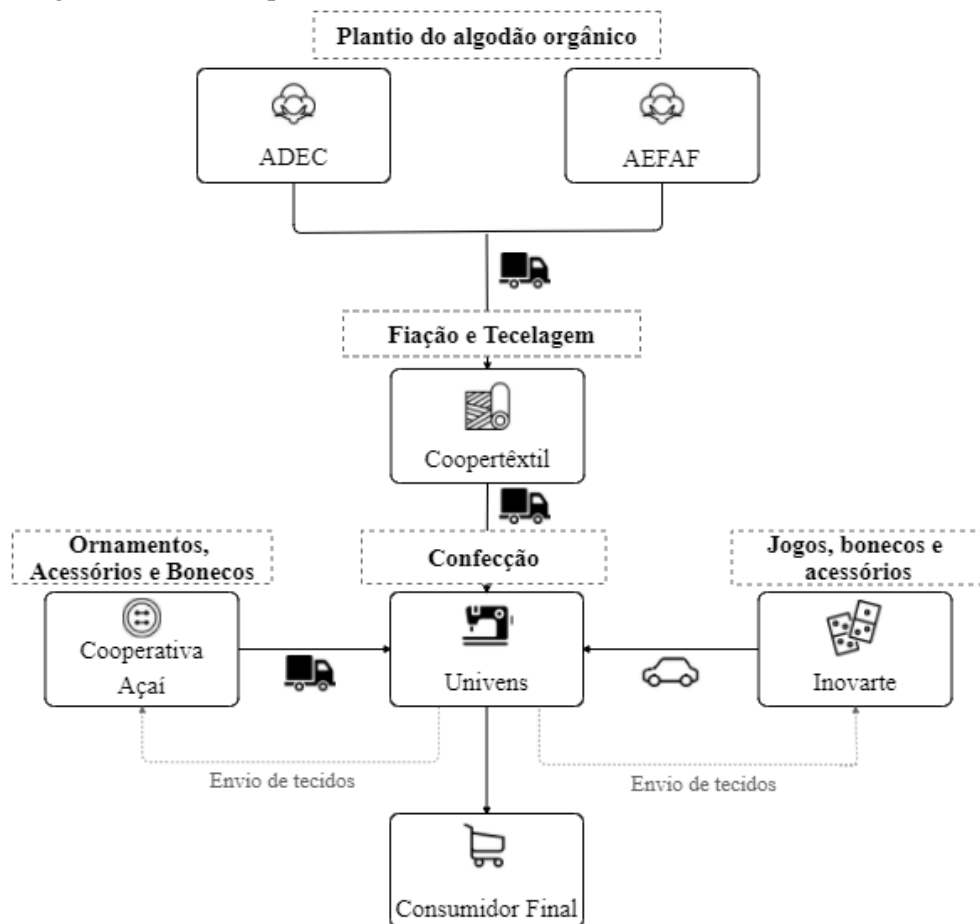 Plantio do algodão orgânico
ADEC
AEFAF
Fiação e Tecelagem
Coopertêxtil
Ornamentos,
Acessórios e Bonecos
Confecção
Jogos, bonecos e
acessórios
Cooperativa
Açaí
Univens
Inovarte
Envio de tecidos
Envio de tecidos
Consumidor Final